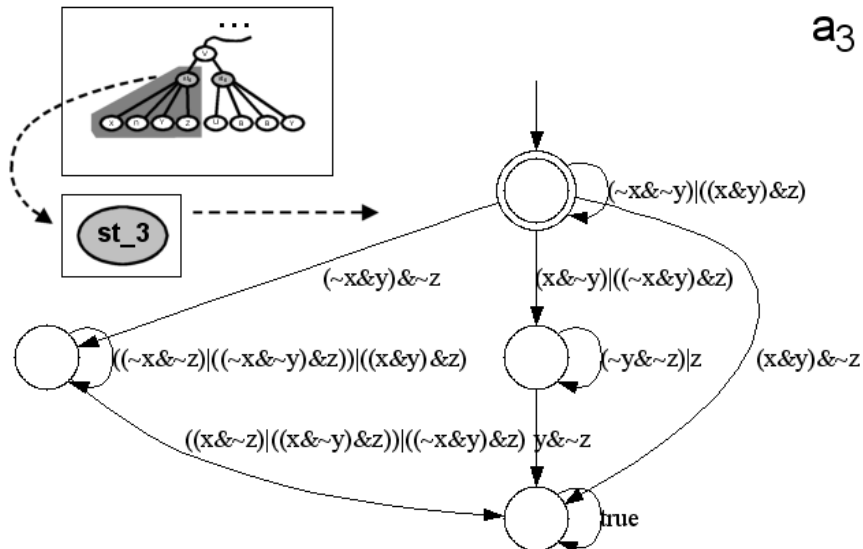 ...
a3
V
X n Y Z U B B Y
st_3
(~x&~y)|((x&y)&z)
(~x&y)&~z
(x&~y)|((~x&y)&z)
((~x&~z)|((~x&~y)&z))|((x&y)&z)
(~y&~z)|z
(x&y)&~z
((x&~z)|((x&~y)&z))|((~x&y)&z)
y&~z
true